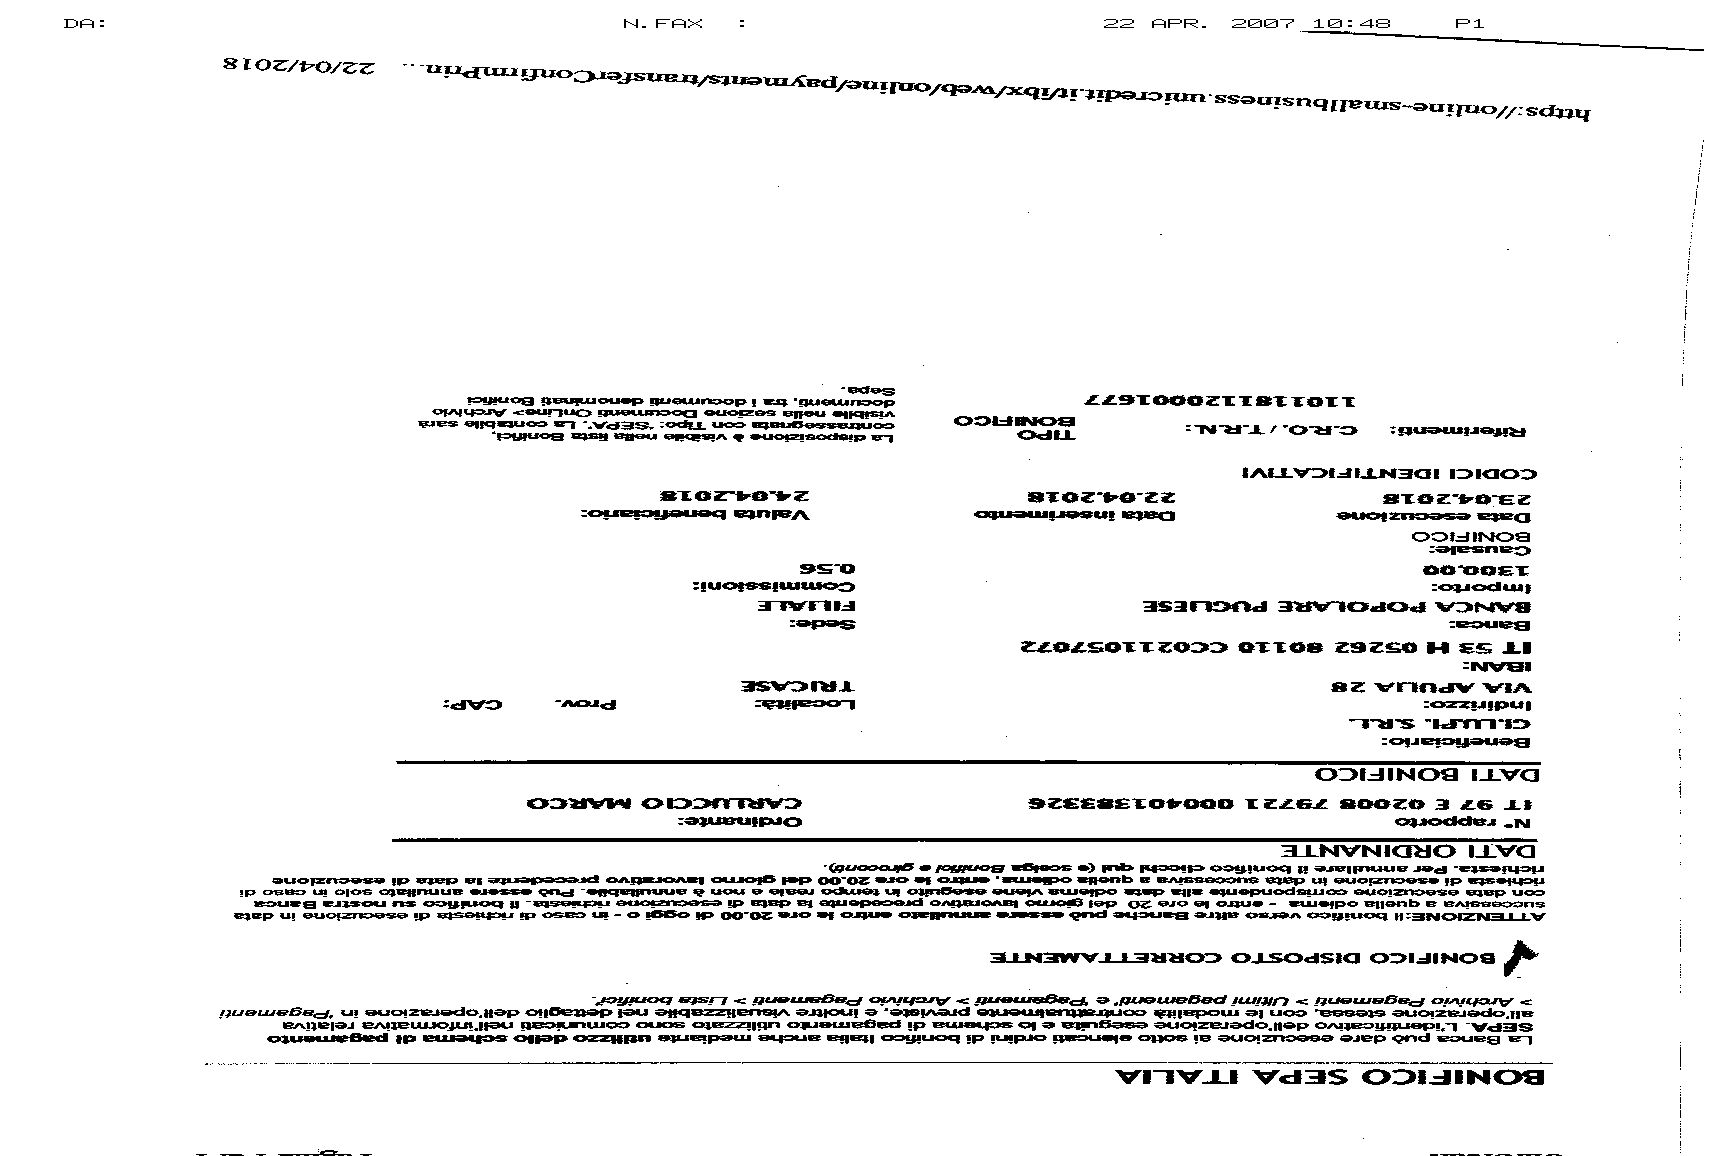 DA: N.FAX : 22 APR. 2007 10:48 P1
BONIFICO SEPA ITALIA
La Banca può dare esecuzione ai sotto elencati ordini di bonifico Italia anche mediante utilizzo dello schema di pagamento
SEPA. L'identificativo dell'operazione eseguita e lo schema di pagamento utilizzato sono comunicati nell'informativa relativa
all'operazione stessa, con le modalità contrattualmente previste, e inoltre visualizzabile nel dettaglio dell'operazione in 'Pagamenti
> Archivio Pagamenti > Ultimi pagamenti' e 'Pagamenti > Archivio Pagamenti > Lista bonifici'.
BONIFICO DISPOSTO CORRETTAMENTE
ATTENZIONE:Il bonifico verso altre Banche può essere annullato entro le ore 20.00 di oggi o - in caso di richiesta di esecuzione in data
successiva a quella odierna - entro le ore 20 del giorno lavorativo precedente la data di esecuzione richiesta. Il bonifico su nostra Banca
con data esecuzione corrispondente alla data odierna viene eseguito in tempo reale e non è annullabile. Può essere annullato solo in caso di
richiesta di esecuzione in data successiva a quella odierna, entro le ore 20.00 del giorno lavorativo precedente la data di esecuzione
richiesta. Per annullare il bonifico clicchi qui (e scelga Bonifici e giroconti).
DATI ORDINANTE
N° rapporto Ordinante:
IT 97 E 02008 79721 000401383326 CARLUCCIO MARCO
DATI BONIFICO
Beneficiario:
GI.LU.PI. S.R.L.
Indirizzo: Località: Prov. CAP:
VIA APULIA 28 TRICASE
IBAN:
IT 53 H 05262 80110 CC0211057072
Banca: Sede:
BANCA POPOLARE PUGLIESE FILIALE
Importo: Commissioni:
1300.00 0.56
Causale:
BONIFICO
Data esecuzione Data inserimento Valuta beneficiario:
23.04.2018 22.04.2018 24.04.2018
CODICI IDENTIFICATIVI
Riferimenti: C.R.O. / T.R.N.: 1101181120001677
TIPO BONIFICO
La disposizione è visibile nella lista Bonifici,
contrassegnata con Tipo: 'SEPA'. La contabile sarà
visibile nella sezione Documenti OnLine> Archivio
documenti, tra i documenti denominati Bonifici
Sepa.
https://online-smallbusiness.unicredit.it/ibx/web/online/payments/transferConfirmPrin... 22/04/2018